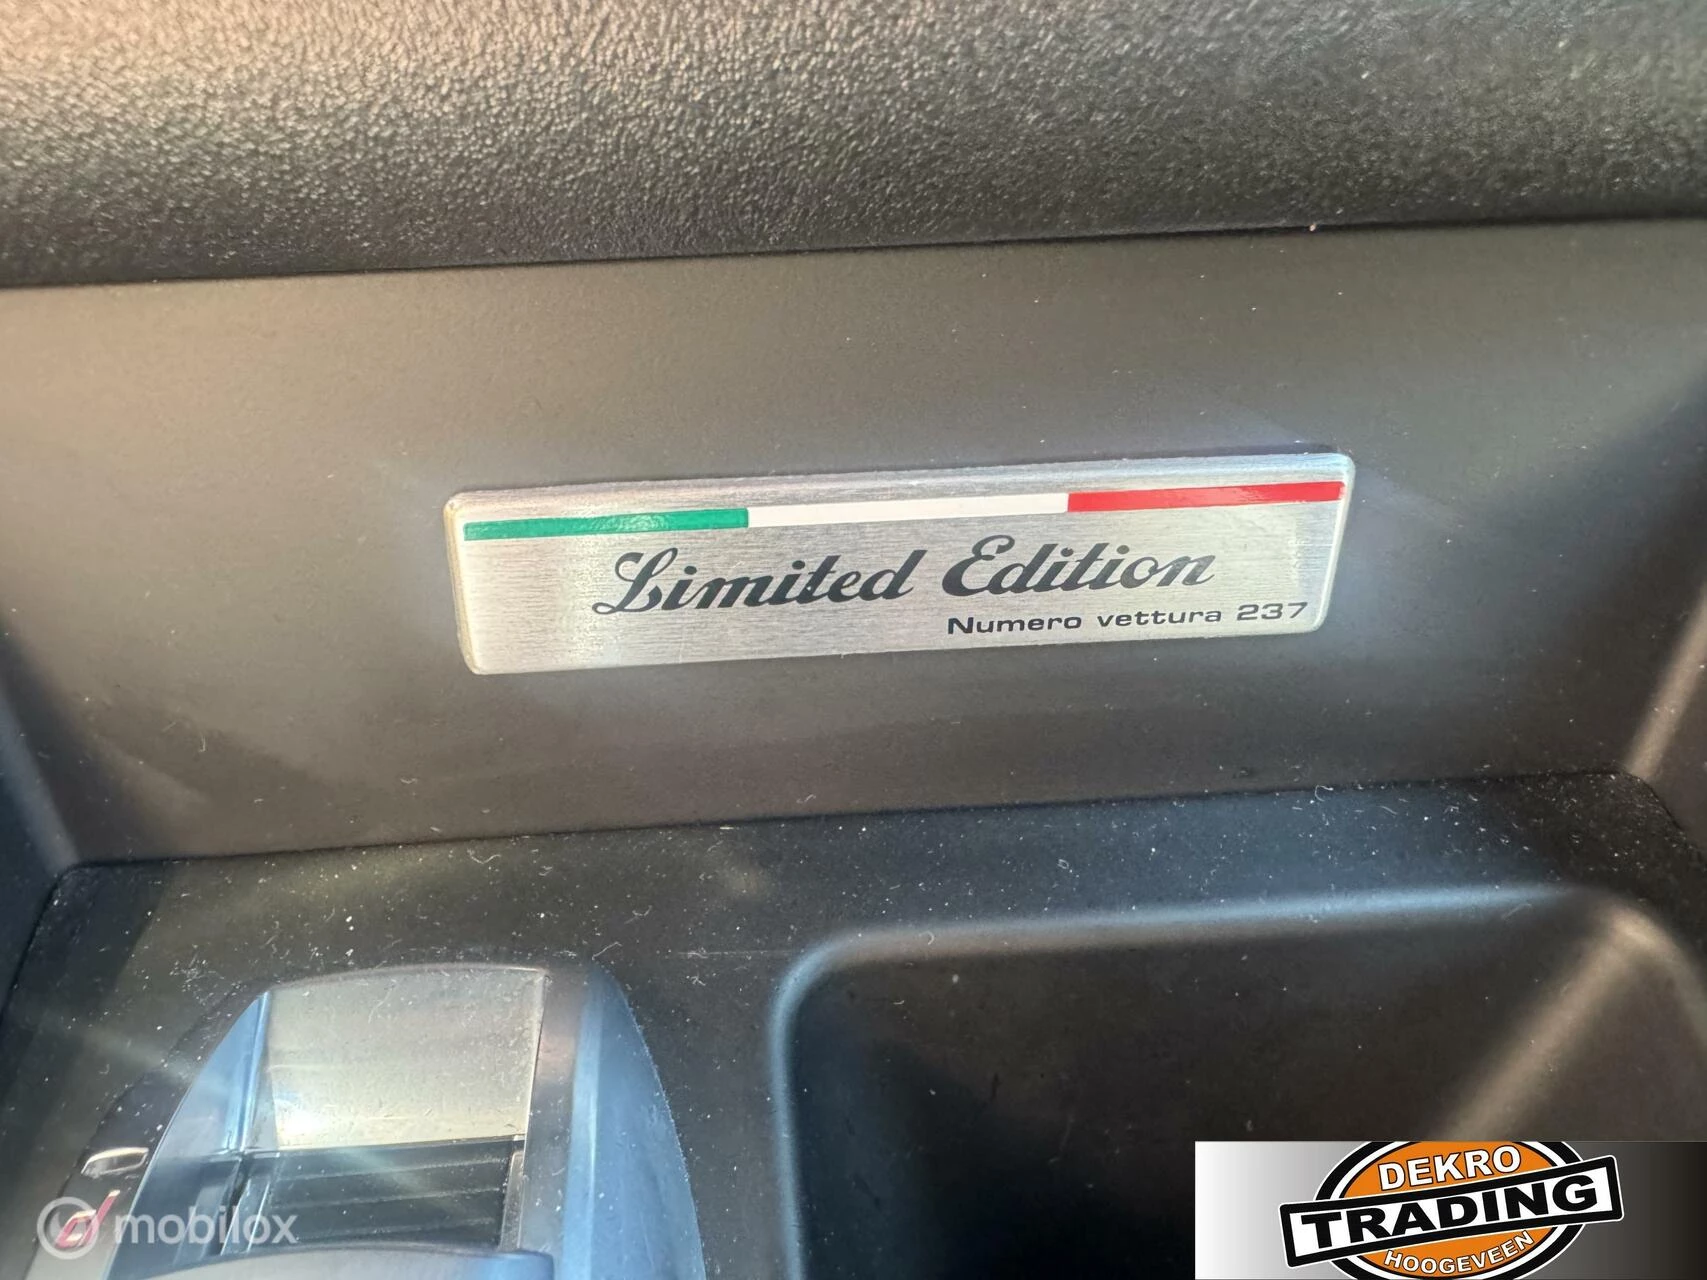 Limited Edition
Numero vettura 237
mobilox
DEKRO
TRADING
HOOGEVEEN